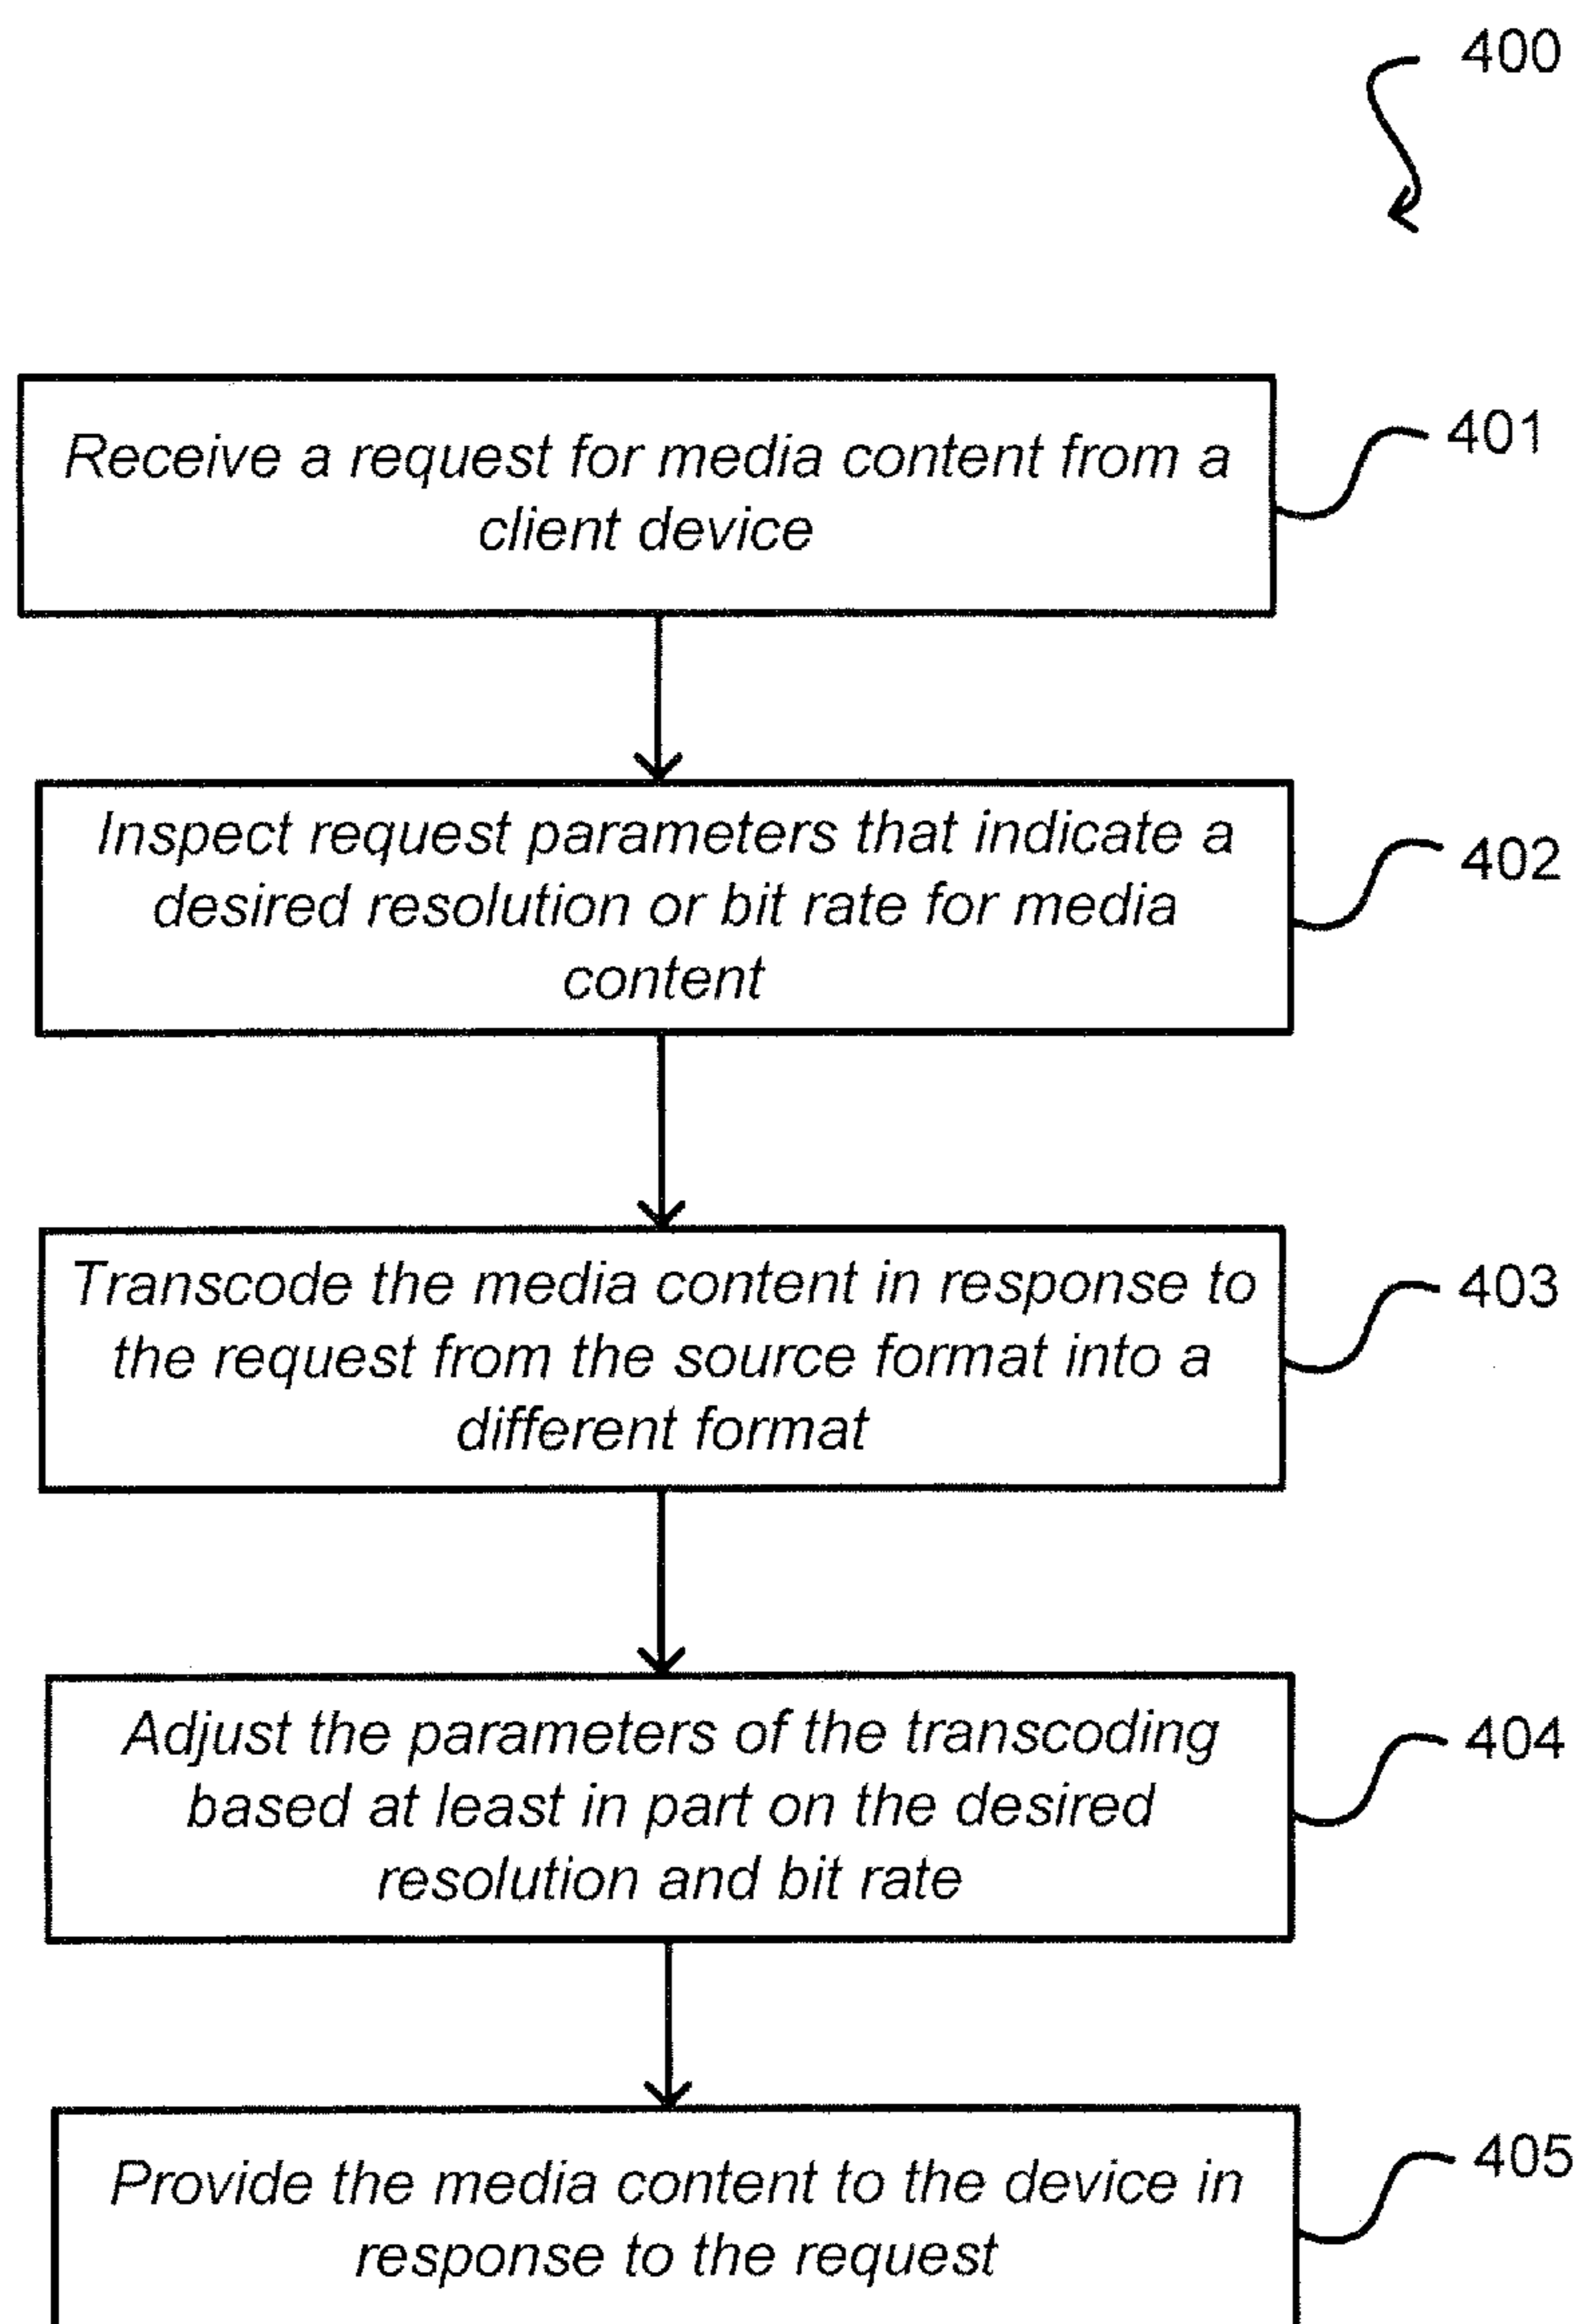 400
Receive a request for media content from a
client device
401
Inspect request parameters that indicate a
desired resolution or bit rate for media
content
402
Transcode the media content in response to
the request from the source format into a
different format
403
Adjust the parameters of the transcoding
based at least in part on the desired
resolution and bit rate
404
Provide the media content to the device in
response to the request
405